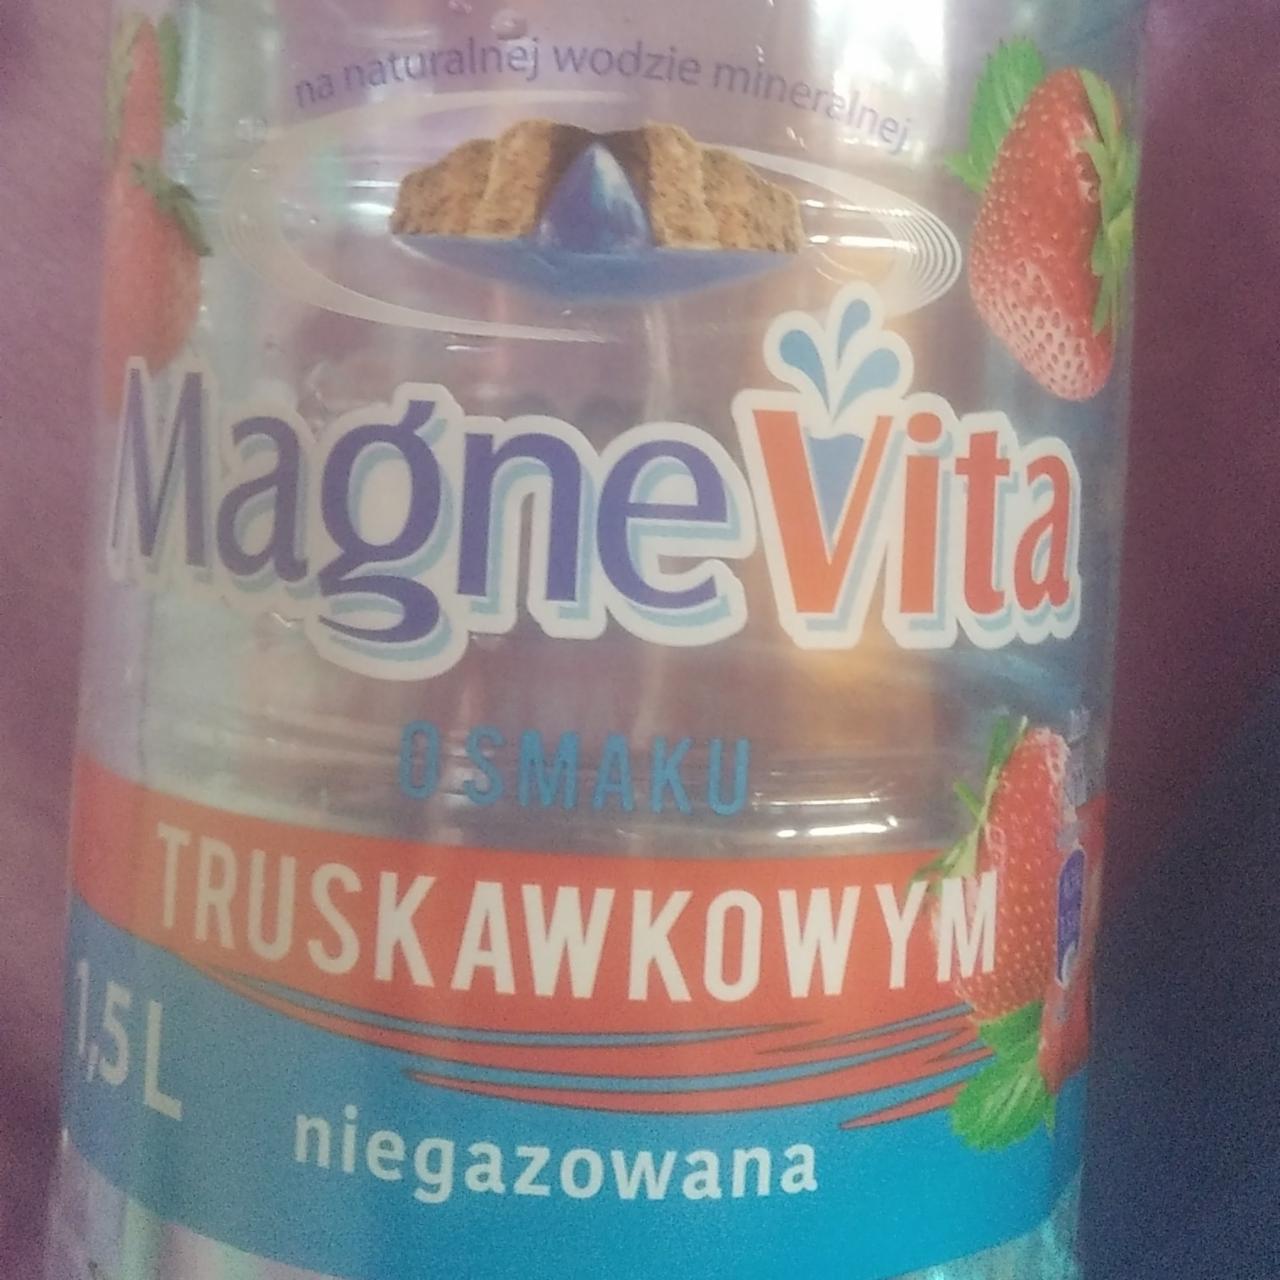 na naturalnej wodzie mineralnej
MagneVita
O SMAKU
TRUSKAWKOWYM
1,5 L
niegazowana